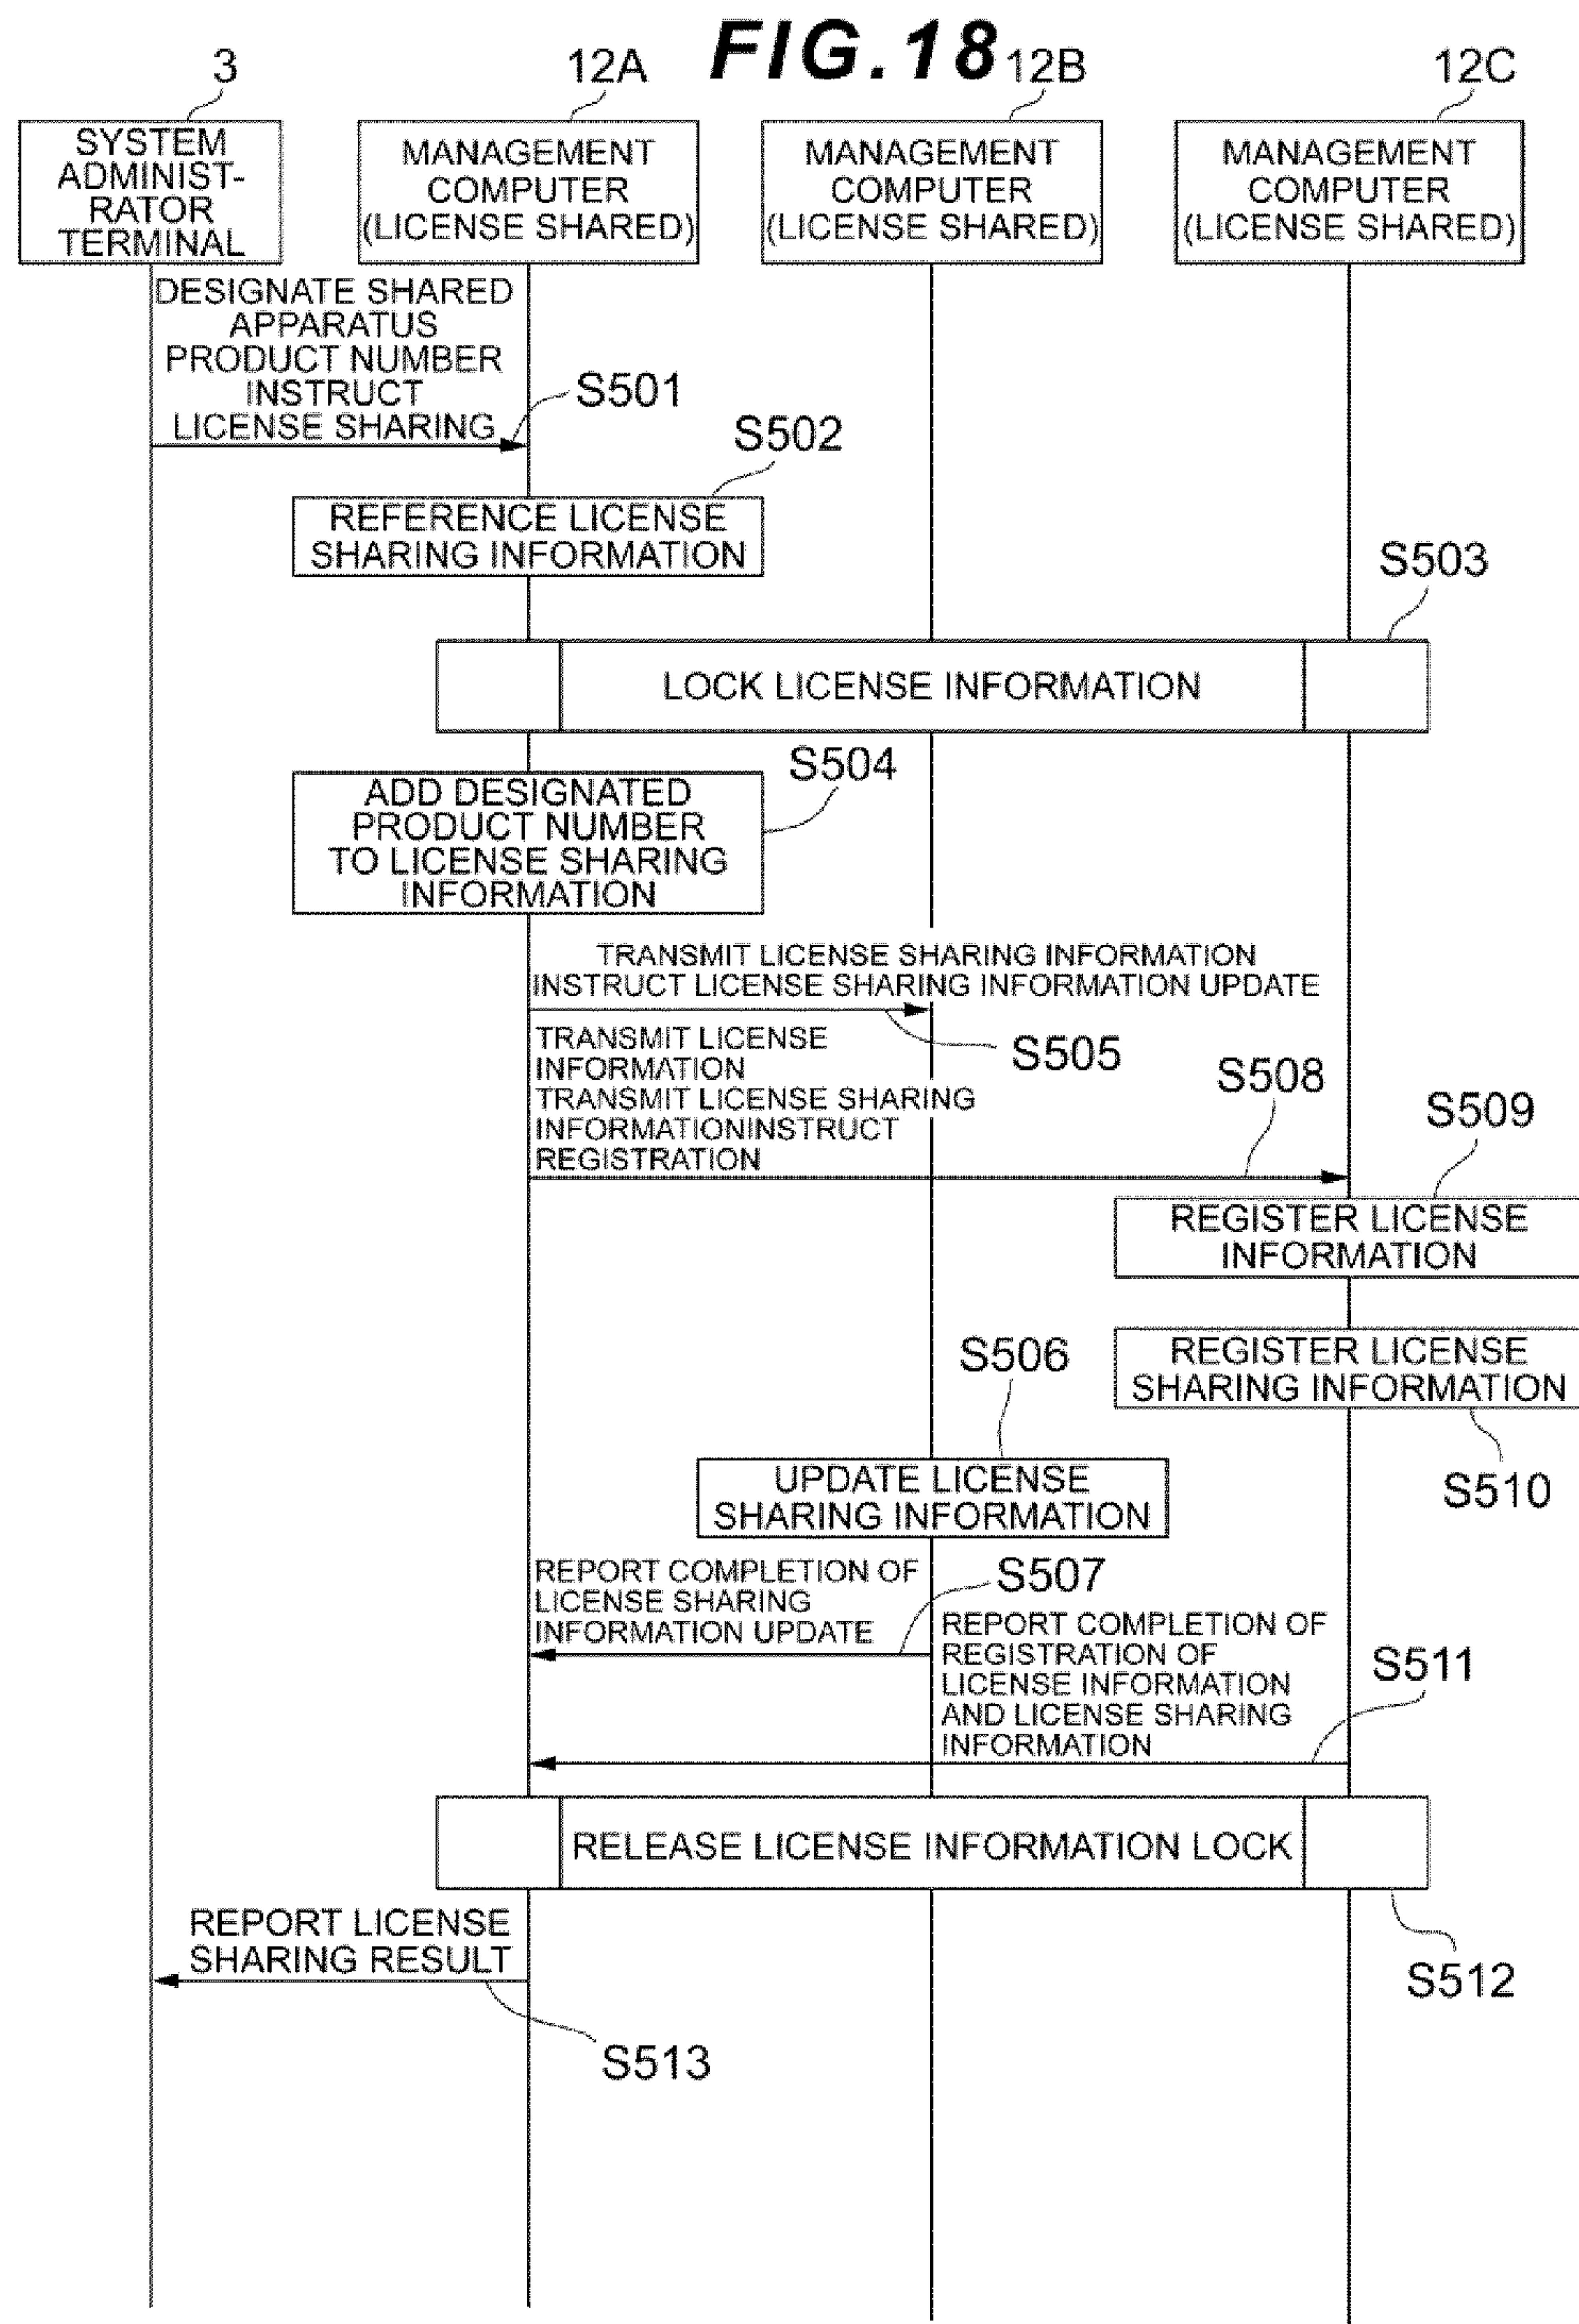 FIG.18
3
12A
12B
12C
SYSTEM
ADMINIST-
RATOR
TERMINAL
MANAGEMENT
COMPUTER
(LICENSE SHARED)
MANAGEMENT
COMPUTER
(LICENSE SHARED)
MANAGEMENT
COMPUTER
(LICENSE SHARED)
DESIGNATE SHARED
APPARATUS
PRODUCT NUMBER
INSTRUCT
LICENSE SHARING
S501
S502
REFERENCE LICENSE
SHARING INFORMATION
S503
LOCK LICENSE INFORMATION
S504
ADD DESIGNATED
PRODUCT NUMBER
TO LICENSE SHARING
INFORMATION
TRANSMIT LICENSE SHARING INFORMATION
INSTRUCT LICENSE SHARING INFORMATION UPDATE
S505
TRANSMIT LICENSE
INFORMATION
TRANSMIT LICENSE SHARING
INFORMATIONINSTRUCT
REGISTRATION
S508
S509
REGISTER LICENSE
INFORMATION
REGISTER LICENSE
SHARING INFORMATION
S510
S506
UPDATE LICENSE
SHARING INFORMATION
REPORT COMPLETION OF
LICENSE SHARING
INFORMATION UPDATE
S507
REPORT COMPLETION OF
REGISTRATION OF
LICENSE INFORMATION
AND LICENSE SHARING
INFORMATION
S511
RELEASE LICENSE INFORMATION LOCK
S512
REPORT LICENSE
SHARING RESULT
S513